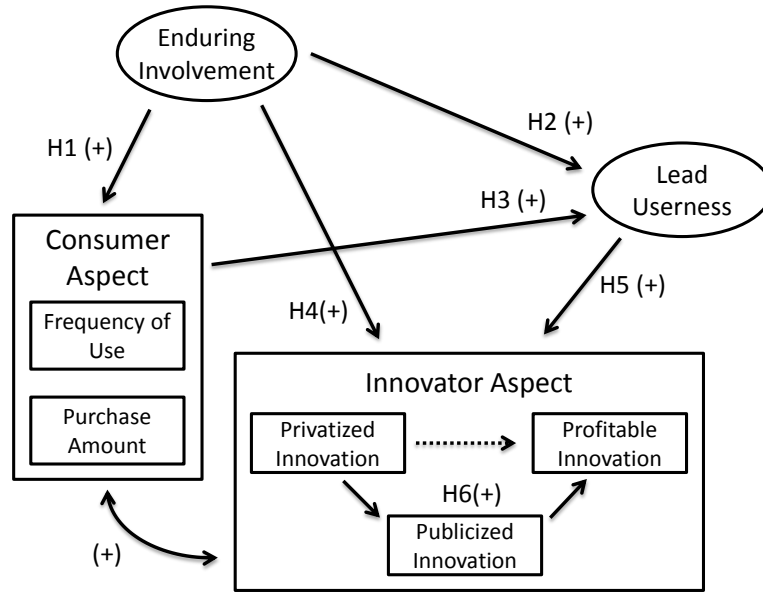 Enduring
Involvement
H1 (+)
H2 (+)
Lead
Userness
H3 (+)
Consumer
Aspect
Frequency of
Use
Purchase
Amount
H4(+)
H5 (+)
Innovator Aspect
Privatized
Innovation
Profitable
Innovation
H6(+)
Publicized
Innovation
(+)